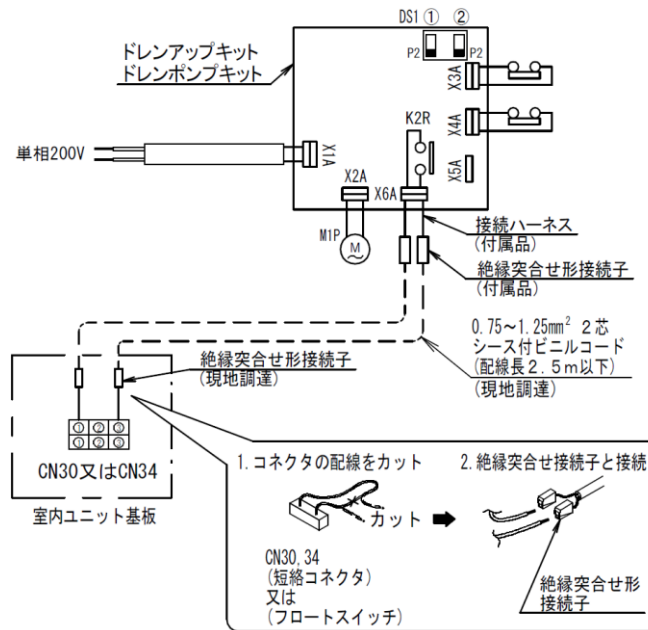 DS1 ① ②
P2 P2
ドレンアップキット
ドレンポンプキット
X3A
K2R
X4A
単相200V
X1A
X2A
X6A
X5A
M1P
M
接続ハーネス
(付属品)
絶縁突合せ形接続子
(付属品)
0.75～1.25mm² 2芯
シース付ビニルコード
(配線長2.5m以下)
(現地調達)
絶縁突合せ形接続子
(現地調達)
① ② ③
① ② ③
CN30又はCN34
室内ユニット基板
1.コネクタの配線をカット
2.絶縁突合せ接続子と接続
カット
CN30,34
(短絡コネクタ)
又は
(フロートスイッチ)
絶縁突合せ形
接続子